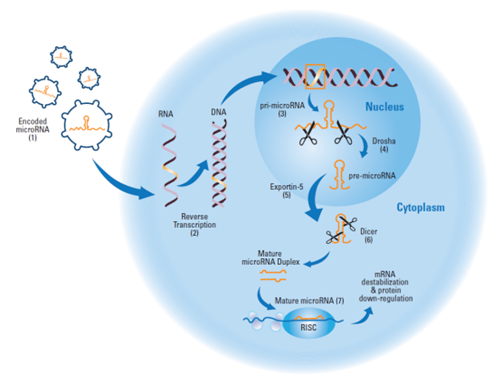 Encoded
microRNA
(1)
RNA
DNA
Reverse
Transcription
(2)
pri-microRNA
(3)
Nucleus
Drosha
(4)
pre-microRNA
Exportin-5
(5)
Cytoplasm
Dicer
(6)
Mature
microRNA Duplex
Mature microRNA (7)
RISC
mRNA
destabilization
& protein
down-regulation